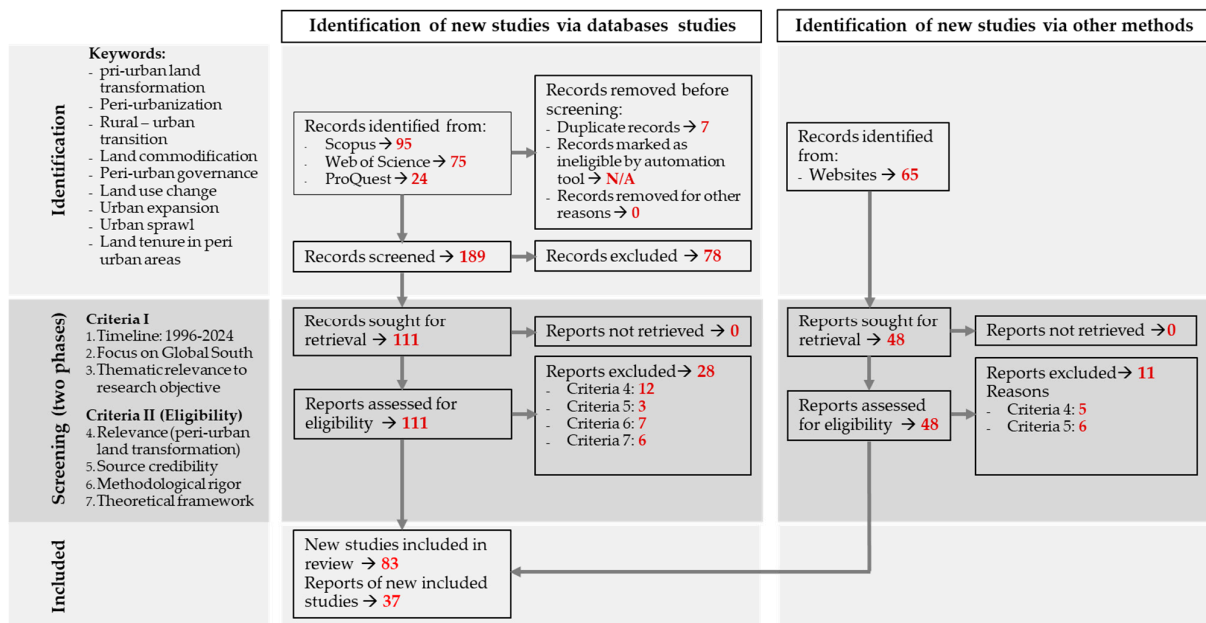 Identification of new studies via databases studies
Identification of new studies via other methods
Identification
Keywords:
- pri-urban land
transformation
- Peri-urbanization
- Rural – urban
transition
- Land commodification
- Peri-urban governance
- Land use change
- Urban expansion
- Urban sprawl
- Land tenure in peri
urban areas
Records identified from:
- Scopus → 95
- Web of Science → 75
- ProQuest → 24
Records removed before
screening:
- Duplicate records → 7
- Records marked as
ineligible by automation
tool → N/A
- Records removed for other
reasons → 0
Records identified
from:
- Websites → 65
Records screened → 189
Records excluded → 78
Screening (two phases)
Criteria I
1. Timeline: 1996-2024
2. Focus on Global South
3. Thematic relevance to
research objective
Criteria II (Eligibility)
4. Relevance (peri-urban
land transformation)
5. Source credibility
6. Methodological rigor
7. Theoretical framework
Records sought for
retrieval → 111
Reports not retrieved → 0
Reports assessed for
eligibility → 111
Reports excluded → 28
- Criteria 4: 12
- Criteria 5: 3
- Criteria 6: 7
- Criteria 7: 6
Reports sought for
retrieval → 48
Reports not retrieved → 0
Reports assessed
for eligibility → 48
Reports excluded → 11
Reasons
- Criteria 4: 5
- Criteria 5: 6
Included
New studies included in
review → 83
Reports of new included
studies → 37